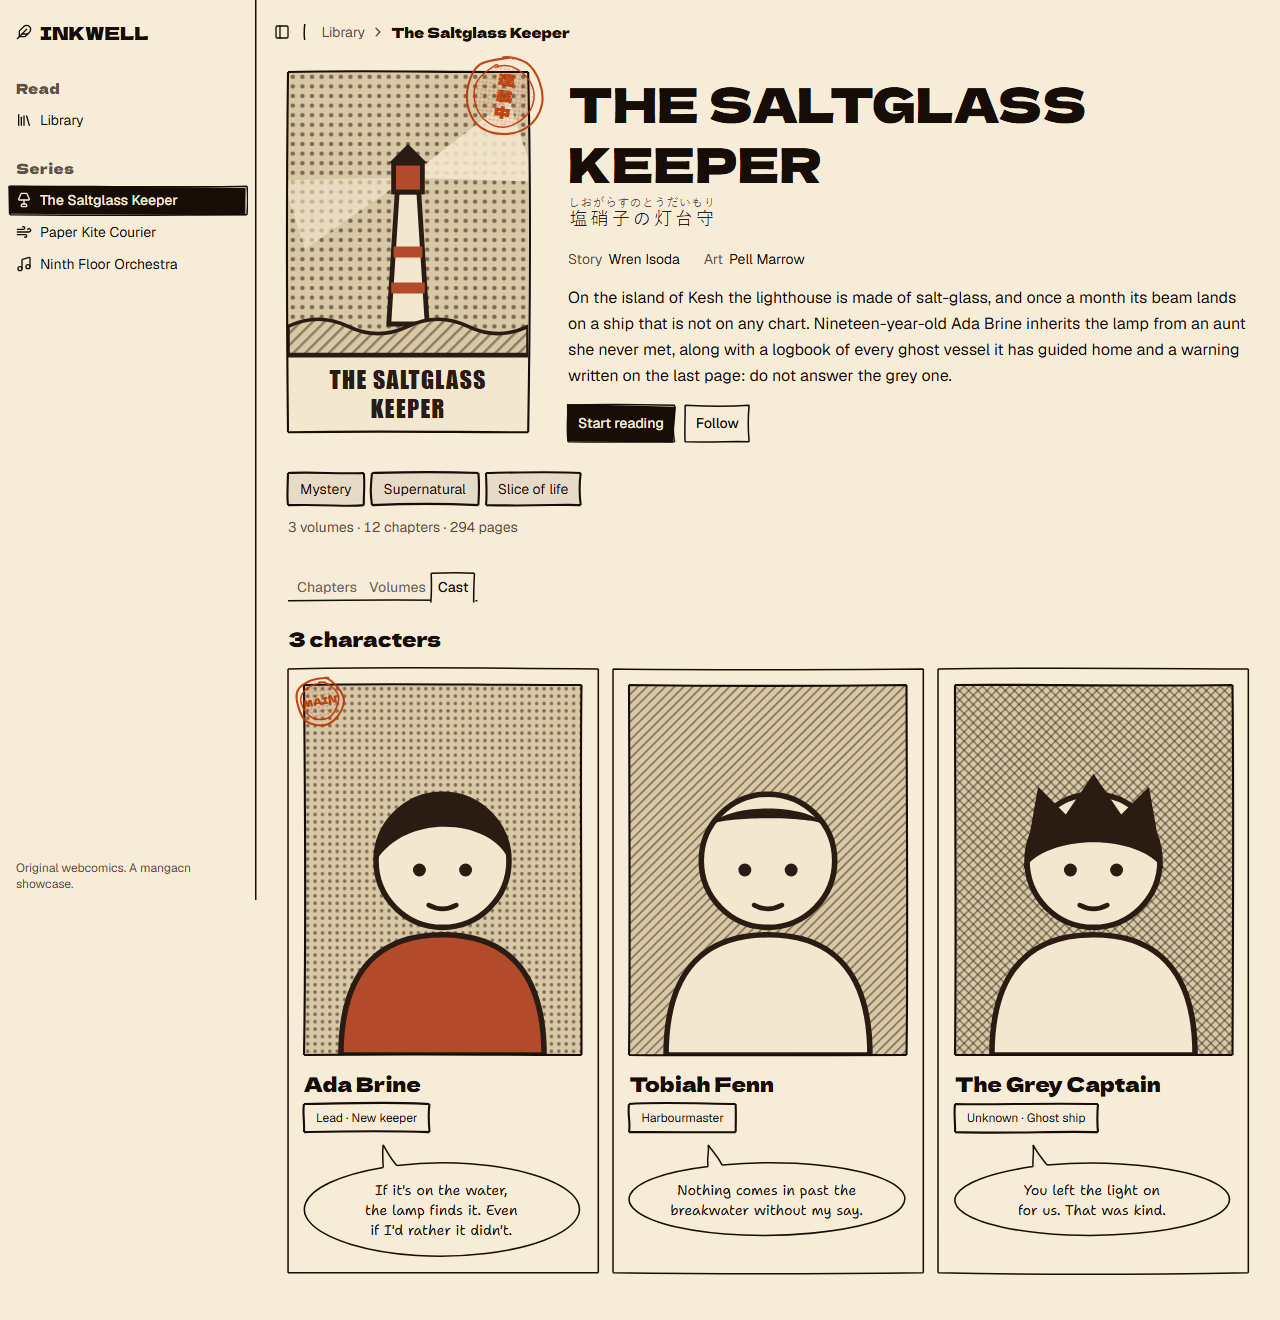 INKWELL
Library
The Saltglass Keeper
Read
Library
Series
The Saltglass Keeper
Paper Kite Courier
Ninth Floor Orchestra
Original webcomics. A mangacn
showcase.
連載中
THE SALTGLASS
KEEPER
THE SALTGLASS
KEEPER
しおがらすのとうだいもり
塩硝子の灯台守
Story Wren Isoda Art Pell Marrow
On the island of Kesh the lighthouse is made of salt-glass, and once a month its beam lands
on a ship that is not on any chart. Nineteen-year-old Ada Brine inherits the lamp from an aunt
she never met, along with a logbook of every ghost vessel it has guided home and a warning
written on the last page: do not answer the grey one.
Start reading
Follow
Mystery
Supernatural
Slice of life
3 volumes · 12 chapters · 294 pages
Chapters
Volumes
Cast
3 characters
MAIN
Ada Brine
Lead · New keeper
If it's on the water,
the lamp finds it. Even
if I'd rather it didn't.
Tobiah Fenn
Harbourmaster
Nothing comes in past the
breakwater without my say.
The Grey Captain
Unknown · Ghost ship
You left the light on
for us. That was kind.